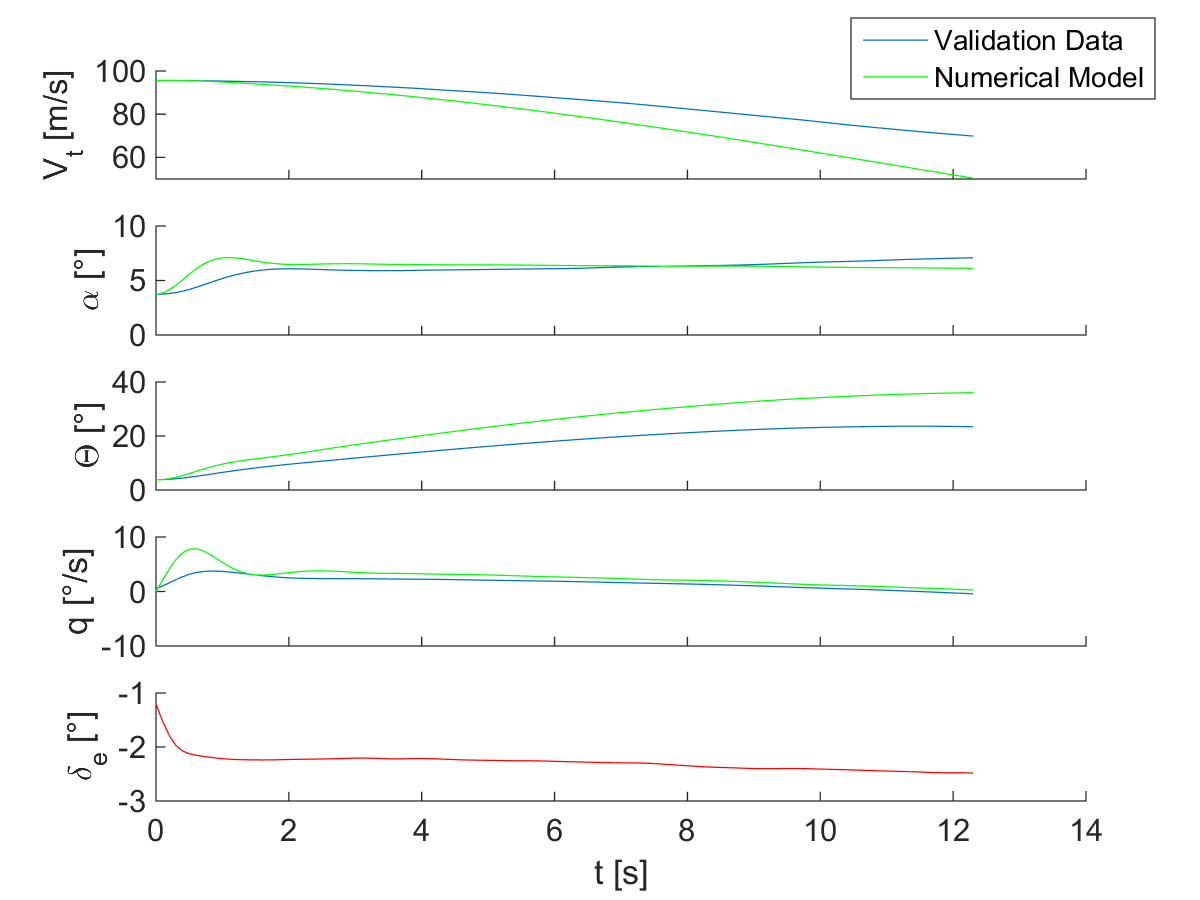 Validation Data
Numerical Model
100
80
60
V_t [m/s]
10
5
0
α [°]
40
20
0
Θ [°]
10
0
-10
q [°/s]
-1
-2
-3
δ_e [°]
0 2 4 6 8 10 12 14
t [s]